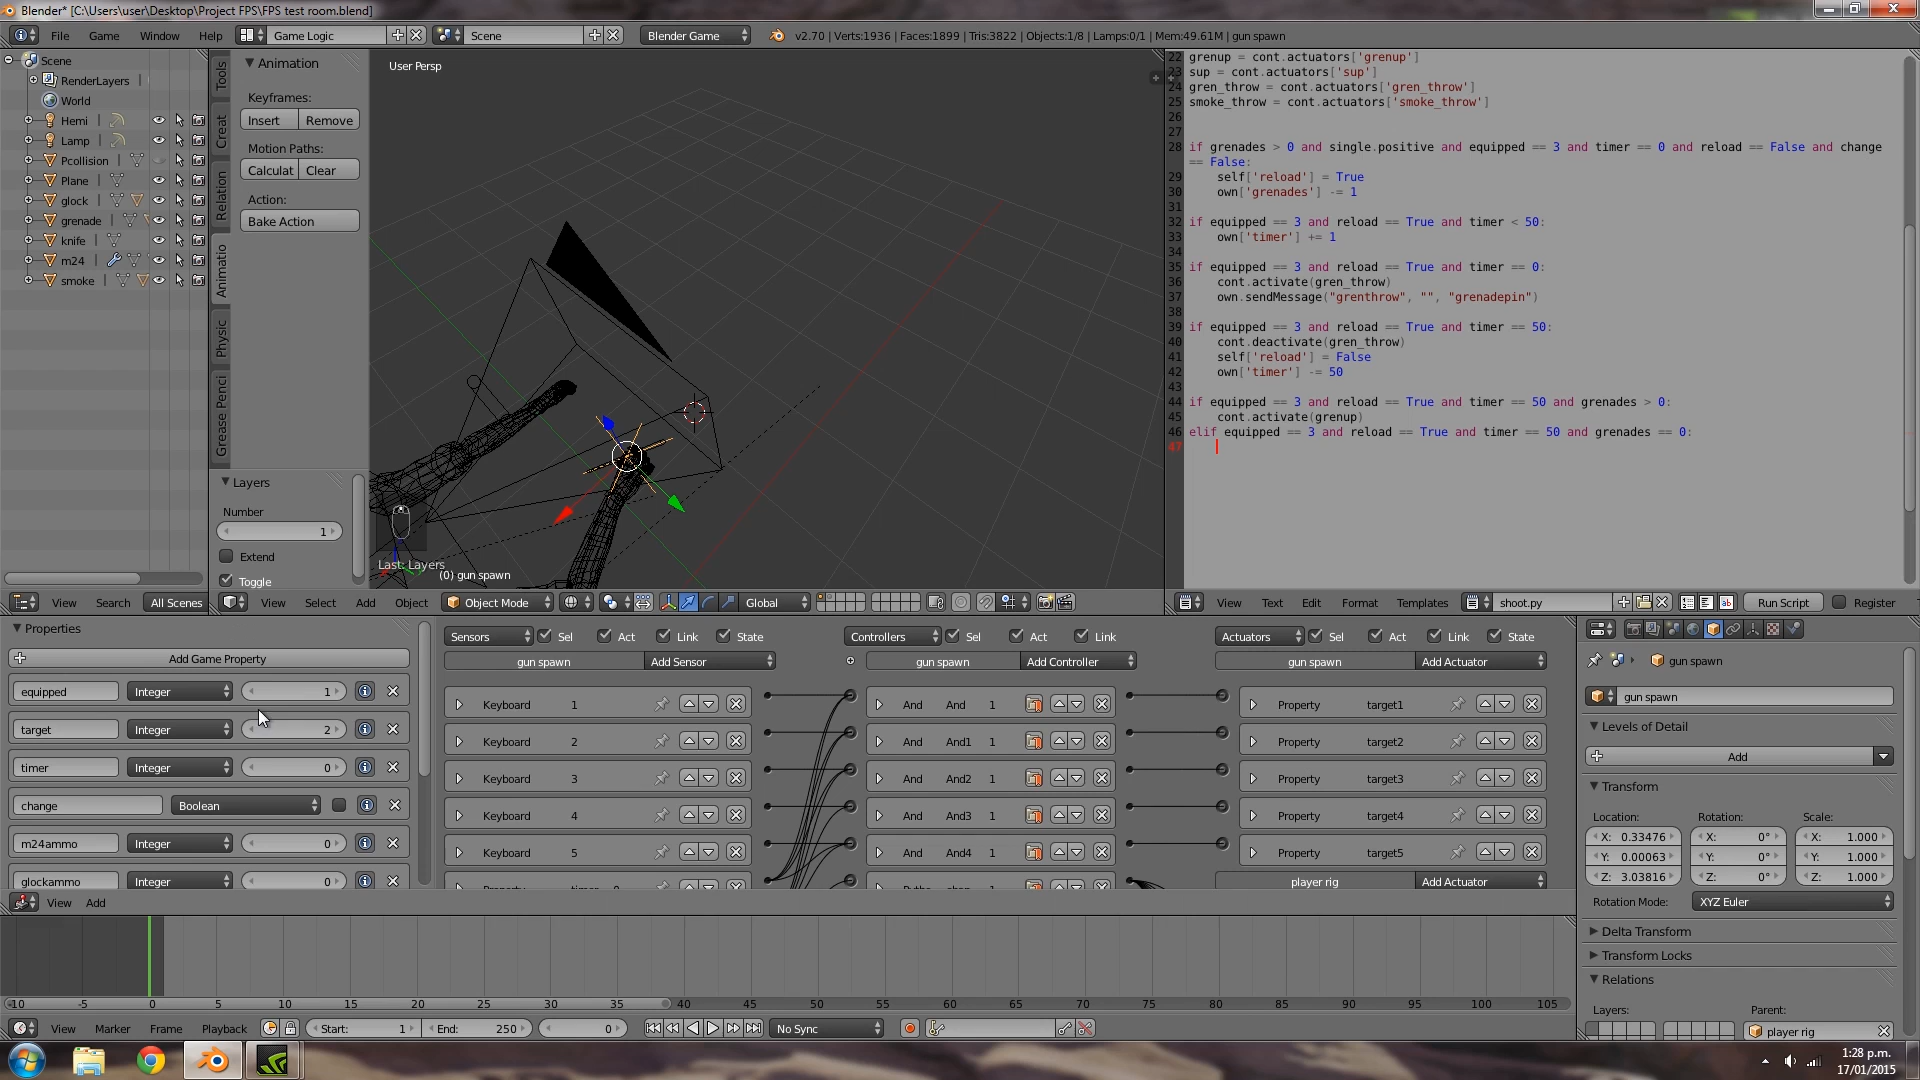 Blender* [C:\Users\user\Desktop\Project FPS\FPS test room.blend]
File Game Window Help Game Logic Scene Blender Game v2.70 | Verts:1936 | Faces:1899 | Tris:3822 | Objects:1/8 | Lamps:0/1 | Mem:49.61M | gun spawn
Scene
RenderLayers
World
Hemi
Lamp
Pcollision
Plane
glock
grenade
knife
m24
smoke
View Search All Scenes
Tools
Creat
Relation
Animatio
Physic
Grease Penci
Animation
Keyframes:
Insert Remove
Motion Paths:
Calculat Clear
Action:
Bake Action
Layers
Number
1
Extend
Toggle
User Persp
Last: Layers
(0) gun spawn
View Select Add Object Object Mode Global
22 grenup = cont.actuators['grenup']
23 sup = cont.actuators['sup']
24 gren_throw = cont.actuators['gren_throw']
25 smoke_throw = cont.actuators['smoke_throw']
26
27
28 if grenades > 0 and single.positive and equipped == 3 and timer == 0 and reload == False and change
== False:
29 self['reload'] = True
30 own['grenades'] -= 1
31
32 if equipped == 3 and reload == True and timer < 50:
33 own['timer'] += 1
34
35 if equipped == 3 and reload == True and timer == 0:
36 cont.activate(gren_throw)
37 own.sendMessage("grenthrow", "", "grenadepin")
38
39 if equipped == 3 and reload == True and timer == 50:
40 cont.deactivate(gren_throw)
41 self['reload'] = False
42 own['timer'] -= 50
43
44 if equipped == 3 and reload == True and timer == 50 and grenades > 0:
45 cont.activate(grenup)
46 elif equipped == 3 and reload == True and timer == 50 and grenades == 0:
47
View Text Edit Format Templates shoot.py Run Script Register
Properties
Add Game Property
equipped Integer 1
target Integer 2
timer Integer 0
change Boolean
m24ammo Integer 0
glockammo Integer 0
View Add
Sensors Sel Act Link State
gun spawn Add Sensor
Keyboard 1
Keyboard 2
Keyboard 3
Keyboard 4
Keyboard 5
Controllers Sel Act Link
gun spawn Add Controller
And And 1
And And1 1
And And2 1
And And3 1
And And4 1
Actuators Sel Act Link State
gun spawn Add Actuator
Property target1
Property target2
Property target3
Property target4
Property target5
player rig Add Actuator
gun spawn
gun spawn
Levels of Detail
Add
Transform
Location: Rotation: Scale:
X: 0.33476 X: 0° X: 1.000
Y: 0.00063 Y: 0° Y: 1.000
Z: 3.03816 Z: 0° Z: 1.000
Rotation Mode: XYZ Euler
Delta Transform
Transform Locks
Relations
Layers: Parent:
player rig
-10 -5 0 5 10 15 20 25 30 35 40 45 50 55 60 65 70 75 80 85 90 95 100 105
View Marker Frame Playback Start: 1 End: 250 0 No Sync
1:28 p.m.
17/01/2015